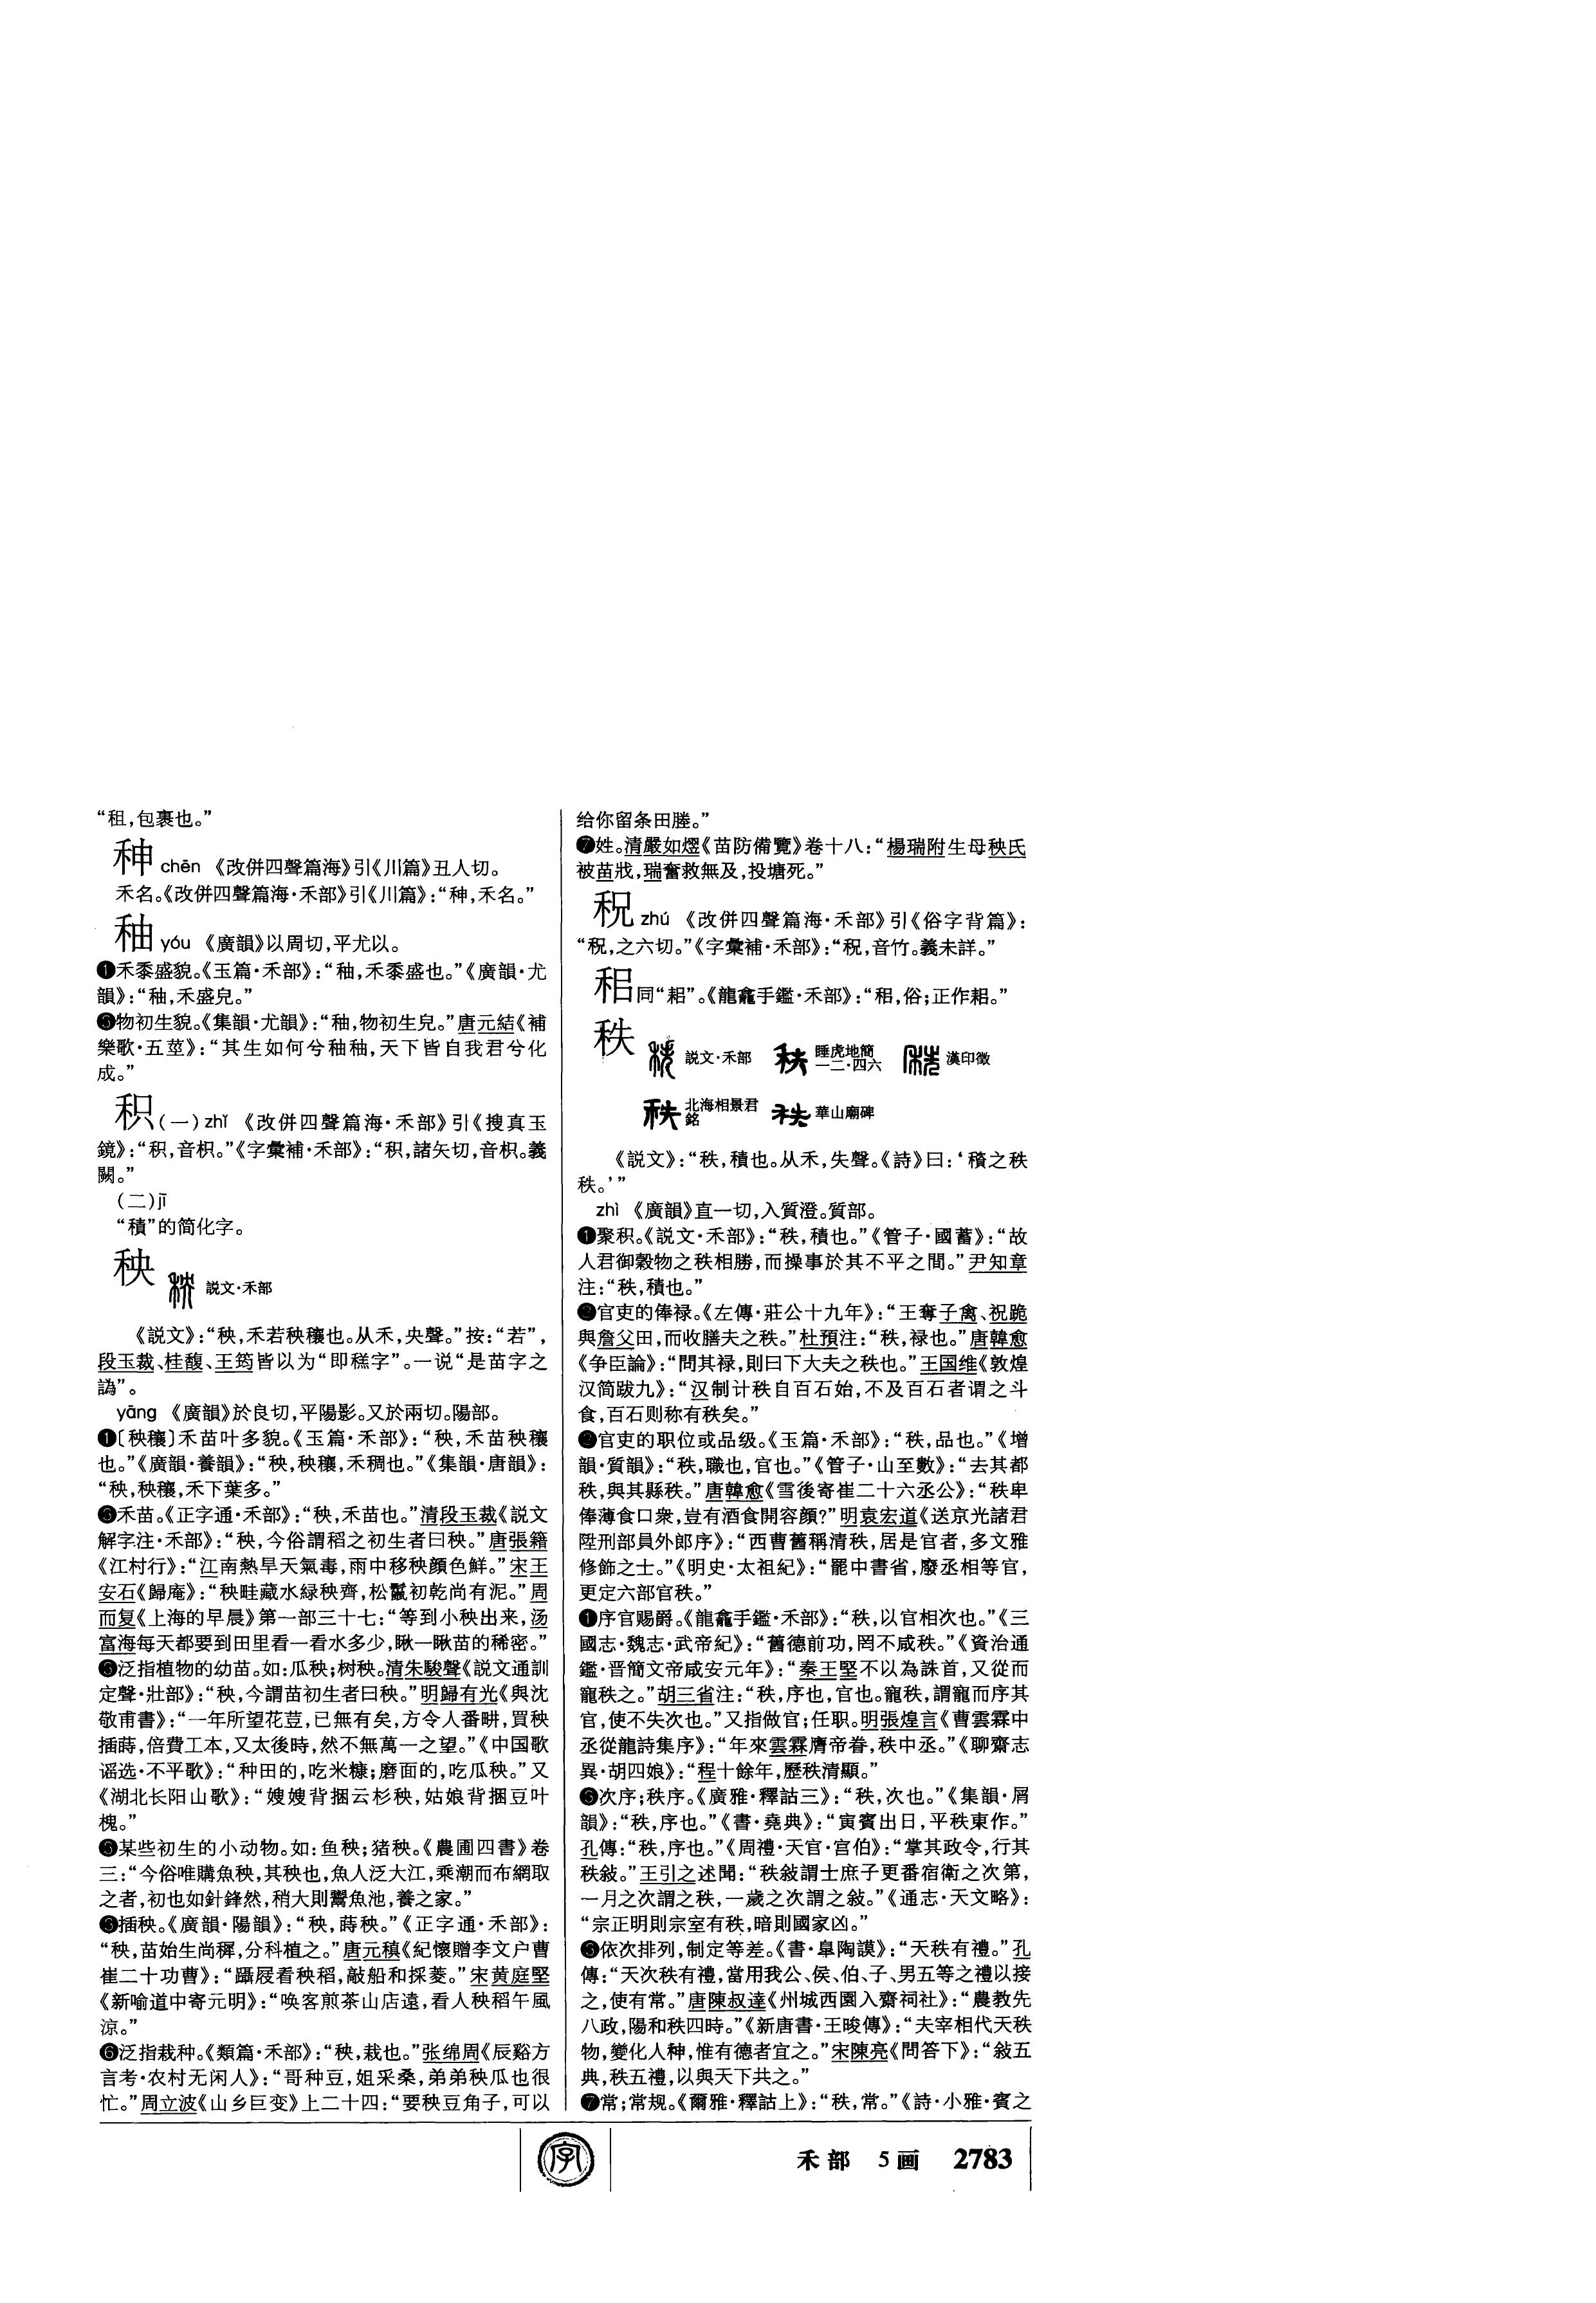 “租，包裹也。”
种 chēn 《改併四聲篇海》引《川篇》丑人切。
禾名。《改併四聲篇海·禾部》引《川篇》：“种，禾名。”
秞 yóu 《廣韻》以周切，平尤以。
❶禾黍盛貌。《玉篇·禾部》：“秞，禾黍盛也。”《廣韻·尤
韻》：“秞，禾盛皃。”
物初生貌。《集韻·尤韻》：“秞，物初生皃。”唐元結《補
樂歌·五莖》：“其生如何兮秞秞，天下皆自我君兮化
成。”
积(一) zhǐ 《改併四聲篇海·禾部》引《搜真玉
鏡》：“积，音枳。”《字彙補·禾部》：“积，諸矢切，音枳。義
闕。”
(二) jī
“積”的简化字。
秧 説文·禾部
《説文》：“秧，禾若秧穰也。从禾，央聲。”按：“若”，
段玉裁、桂馥、王筠皆以为“即䅬字”。一说“是苗字之
譌”。
yāng 《廣韻》於良切，平陽影。又於兩切。陽部。
❶〔秧穰〕禾苗叶多貌。《玉篇·禾部》：“秧，禾苗秧穰
也。”《廣韻·養韻》：“秧，秧穰，禾稠也。”《集韻·唐韻》：
“秧，秧穰，禾下葉多。”
禾苗。《正字通·禾部》：“秧，禾苗也。”清段玉裁《説文
解字注·禾部》：“秧，今俗謂稻之初生者曰秧。”唐張籍
《江村行》：“江南熱旱天氣毒，雨中移秧顔色鮮。”宋王
安石《歸庵》：“秧畦藏水緑秧齊，松鬣初乾尚有泥。”周
而复《上海的早晨》第一部三十七：“等到小秧出来，汤
富海每天都要到田里看一看水多少，瞅一瞅苗的稀密。”
泛指植物的幼苗。如：瓜秧；树秧。清朱駿聲《説文通訓
定聲·壯部》：“秧，今謂苗初生者曰秧。”明歸有光《與沈
敬甫書》：“一年所望花荳，已無有矣，方令人番畊，買秧
插蒔，倍費工本，又太後時，然不無萬一之望。”《中国歌
谣选·不平歌》：“种田的，吃米糠；磨面的，吃瓜秧。”又
《湖北长阳山歌》：“嫂嫂背捆云杉秧，姑娘背捆豆叶
槐。”
某些初生的小动物。如：鱼秧；猪秧。《農圃四書》卷
三：“今俗唯購魚秧，其秧也，魚人泛大江，乘潮而布網取
之者，初也如針鋒然，稍大則鬻魚池，養之家。”
插秧。《廣韻·陽韻》：“秧，蒔秧。”《正字通·禾部》：
“秧，苗始生尚穉，分科植之。”唐元稹《紀懷贈李文户曹
崔二十功曹》：“躡屐看秧稻，敲船和採菱。”宋黄庭堅
《新喻道中寄元明》：“唤客煎茶山店遠，看人秧稻午風
涼。”
❻泛指栽种。《類篇·禾部》：“秧，栽也。”张绵周《辰谿方
言考·农村无闲人》：“哥种豆，姐采桑，弟弟秧瓜也很
忙。”周立波《山乡巨变》上二十四：“要秧豆角子，可以
给你留条田塍。”
❼姓。清嚴如熤《苗防備覽》卷十八：“楊瑞附生母秧氏
被苗戕，瑞奮救無及，投塘死。”
zhú 《改併四聲篇海·禾部》引《俗字背篇》：
“，之六切。”《字彙補·禾部》：“，音竹。義未詳。”
同“耜”。《龍龕手鑑·禾部》：“，俗；正作耜。”
秩 説文·禾部 睡虎地簡一二·四六 漢印徵
北海相景君銘 華山廟碑
《説文》：“秩，積也。从禾，失聲。《詩》曰：‘䅣之秩
秩。’”
zhì 《廣韻》直一切，入質澄。質部。
❶聚积。《説文·禾部》：“秩，積也。”《管子·國蓄》：“故
人君御穀物之秩相勝，而操事於其不平之間。”尹知章
注：“秩，積也。”
❷官吏的俸禄。《左傳·莊公十九年》：“王奪子禽、祝跪
與詹父田，而收膳夫之秩。”杜預注：“秩，禄也。”唐韓愈
《争臣論》：“問其禄，則曰下大夫之秩也。”王国维《敦煌
汉简跋九》：“汉制计秩自百石始，不及百石者谓之斗
食，百石则称有秩矣。”
官吏的职位或品级。《玉篇·禾部》：“秩，品也。”《增
韻·質韻》：“秩，職也，官也。”《管子·山至數》：“去其都
秩，與其縣秩。”唐韓愈《雪後寄崔二十六丞公》：“秩卑
俸薄食口衆，豈有酒食開容顔?”明袁宏道《送京光諸君
陞刑部員外郎序》：“西曹舊稱清秩，居是官者，多文雅
修飾之士。”《明史·太祖紀》：“罷中書省，廢丞相等官，
更定六部官秩。”
序官赐爵。《龍龕手鑑·禾部》：“秩，以官相次也。”《三
國志·魏志·武帝紀》：“舊德前功，罔不咸秩。”《資治通
鑑·晋簡文帝咸安元年》：“秦王堅不以為誅首，又從而
寵秩之。”胡三省注：“秩，序也，官也。寵秩，謂寵而序其
官，使不失次也。”又指做官；任职。明張煌言《曹雲霖中
丞從龍詩集序》：“年來雲霖膺帝眷，秩中丞。”《聊齋志
異·胡四娘》：“程十餘年，歷秩清顯。”
❺次序；秩序。《廣雅·釋詁三》：“秩，次也。”《集韻·屑
韻》：“秩，序也。”《書·堯典》：“寅賓出日，平秩東作。”
孔傳：“秩，序也。”《周禮·天官·宫伯》：“掌其政令，行其
秩敍。”王引之述聞：“秩敍謂士庶子更番宿衛之次第，
一月之次謂之秩，一歲之次謂之敍。”《通志·天文略》：
“宗正明則宗室有秩，暗則國家凶。”
❻依次排列，制定等差。《書·臯陶謨》：“天秩有禮。”孔
傳：“天次秩有禮，當用我公、侯、伯、子、男五等之禮以接
之，使有常。”唐陳叔達《州城西園入齋祠社》：“農教先
八政，陽和秩四時。”《新唐書·王晙傳》：“夫宰相代天秩
物，變化人神，惟有德者宜之。”宋陳亮《問答下》：“敍五
典，秩五禮，以與天下共之。”
❼常；常规。《爾雅·釋詁上》：“秩，常。”《詩·小雅·賓之
字
禾部 5画 2783